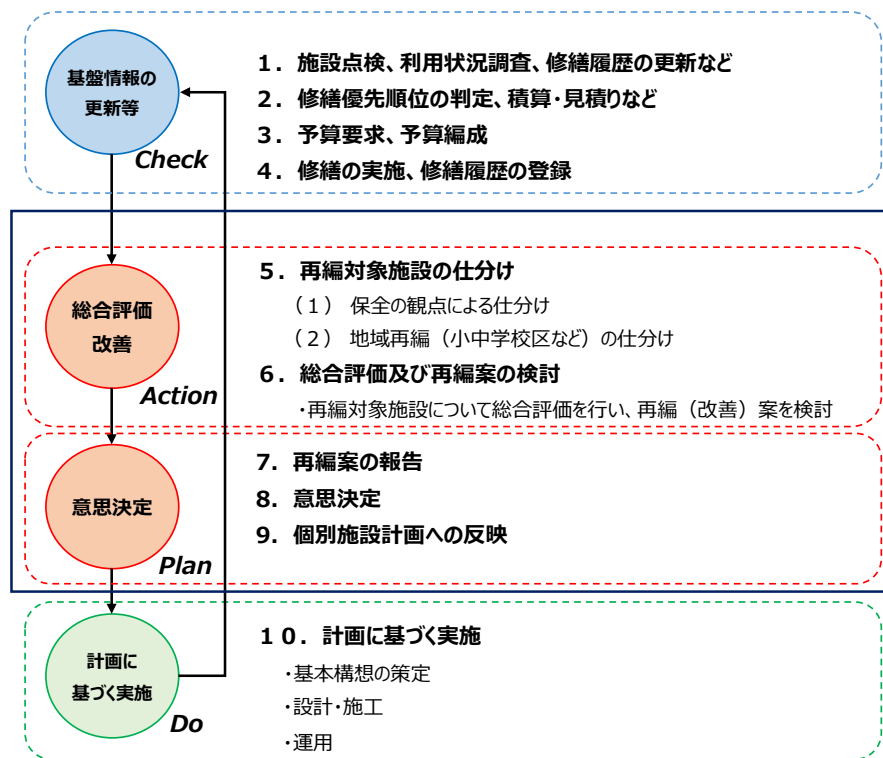 基盤情報の
更新等
Check
1．施設点検、利用状況調査、修繕履歴の更新など
2．修繕優先順位の判定、積算・見積りなど
3．予算要求、予算編成
4．修繕の実施、修繕履歴の登録
総合評価
改善
Action
5．再編対象施設の仕分け
（1） 保全の観点による仕分け
（2） 地域再編（小中学校区など）の仕分け
6．総合評価及び再編案の検討
・再編対象施設について総合評価を行い、再編（改善）案を検討
意思決定
Plan
7．再編案の報告
8．意思決定
9．個別施設計画への反映
計画に
基づく実施
Do
10．計画に基づく実施
・基本構想の策定
・設計・施工
・運用